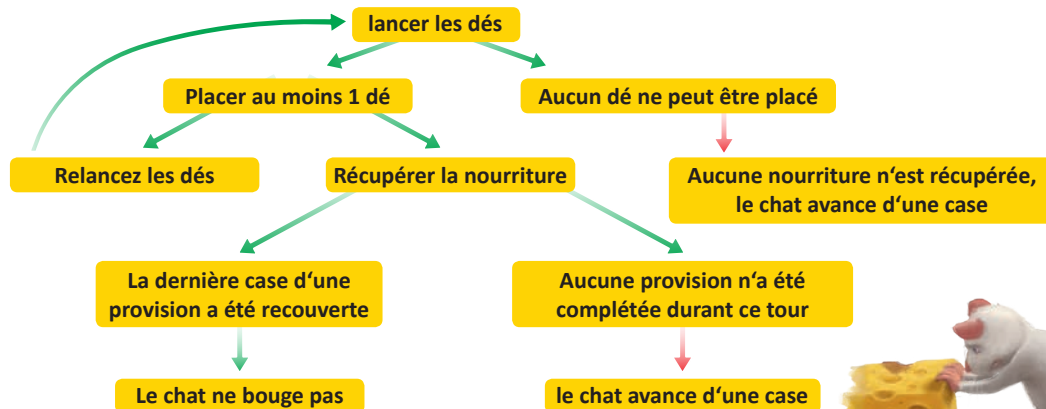 lancer les dés
Placer au moins 1 dé
Aucun dé ne peut être placé
Relancez les dés
Récupérer la nourriture
Aucune nourriture n‘est récupérée,
le chat avance d‘une case
La dernière case d‘une
provision a été recouverte
Aucune provision n‘a été
complétée durant ce tour
Le chat ne bouge pas
le chat avance d‘une case